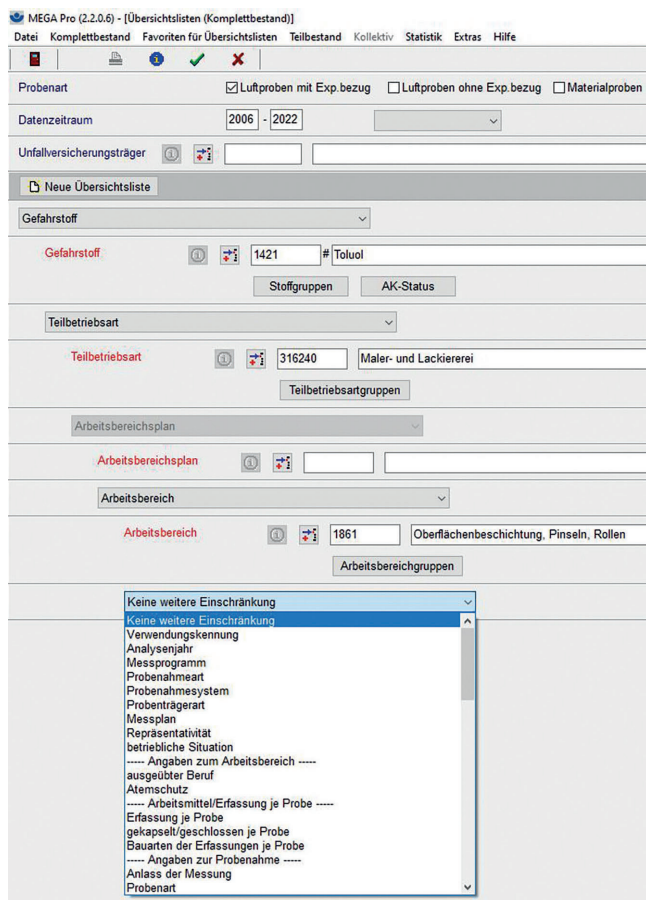 MEGA Pro (2.2.0.6) - [Übersichtslisten (Komplettbestand)]
Datei Komplettbestand Favoriten für Übersichtslisten Teilbestand Kollektiv Statistik Extras Hilfe
Probenart Luftproben mit Exp.bezug Luftproben ohne Exp.bezug Materialproben
Datenzeitraum 2006 - 2022
Unfallversicherungsträger
Neue Übersichtsliste
Gefahrstoff
Gefahrstoff 1421 # Toluol
Stoffgruppen AK-Status
Teilbetriebsart
Teilbetriebsart 316240 Maler- und Lackiererei
Teilbetriebsartgruppen
Arbeitsbereichsplan
Arbeitsbereichsplan
Arbeitsbereich
Arbeitsbereich 1861 Oberflächenbeschichtung, Pinseln, Rollen
Arbeitsbereichgruppen
Keine weitere Einschränkung
Keine weitere Einschränkung
Verwendungskennung
Analysenjahr
Messprogramm
Probenahmeart
Probenahmesystem
Probenträgerart
Messplan
Repräsentativität
betriebliche Situation
----- Angaben zum Arbeitsbereich -----
ausgeübter Beruf
Atemschutz
----- Arbeitsmittel/Erfassung je Probe -----
Erfassung je Probe
gekapselt/geschlossen je Probe
Bauarten der Erfassungen je Probe
----- Angaben zur Probenahme -----
Anlass der Messung
Probenart